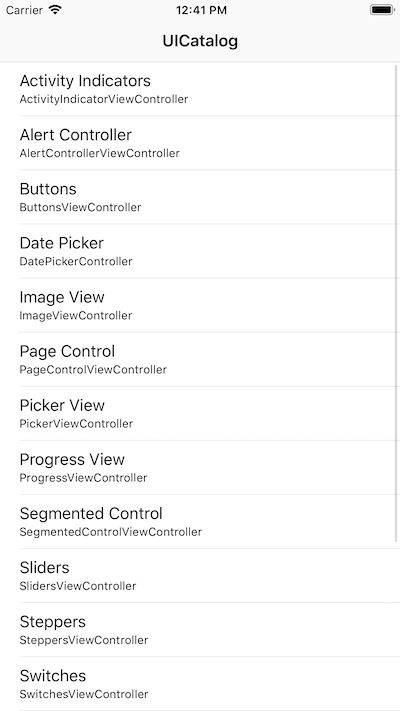 Carrier 12:41 PM
UICatalog
Activity Indicators
ActivityIndicatorViewController
Alert Controller
AlertControllerViewController
Buttons
ButtonsViewController
Date Picker
DatePickerController
Image View
ImageViewController
Page Control
PageControlViewController
Picker View
PickerViewController
Progress View
ProgressViewController
Segmented Control
SegmentedControlViewController
Sliders
SlidersViewController
Steppers
SteppersViewController
Switches
SwitchesViewController